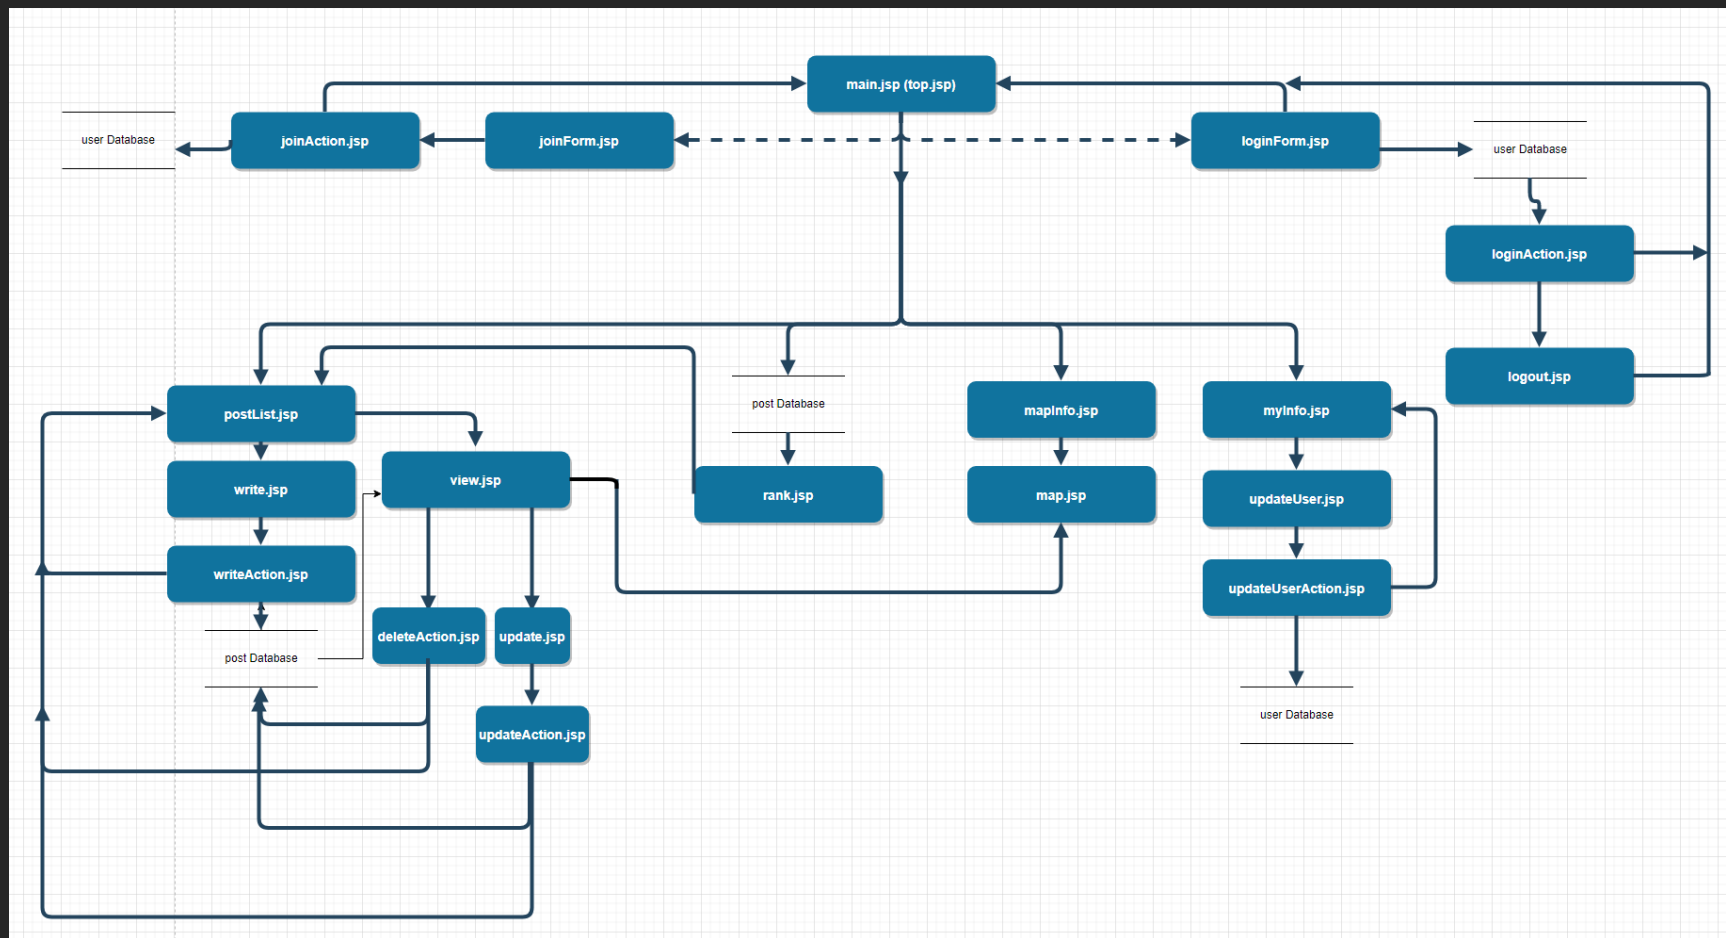 main.jsp (top.jsp)
user Database
joinAction.jsp
joinForm.jsp
loginForm.jsp
user Database
loginAction.jsp
logout.jsp
postList.jsp
post Database
mapInfo.jsp
myInfo.jsp
write.jsp
view.jsp
rank.jsp
map.jsp
updateUser.jsp
writeAction.jsp
updateUserAction.jsp
post Database
deleteAction.jsp
update.jsp
updateAction.jsp
user Database